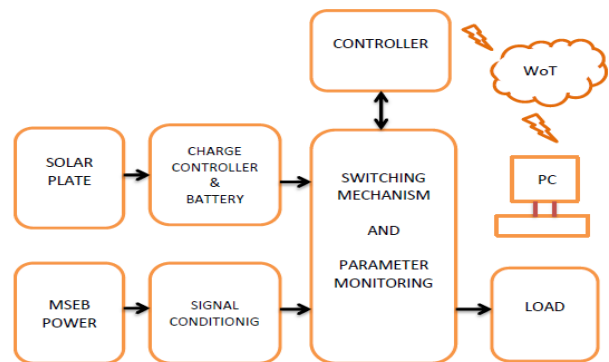 CONTROLLER
WoT
SOLAR
PLATE
CHARGE
CONTROLLER
&
BATTERY
SWITCHING
MECHANISM
AND
PARAMETER
MONITORING
PC
MSEB
POWER
SIGNAL
CONDITIONIG
LOAD